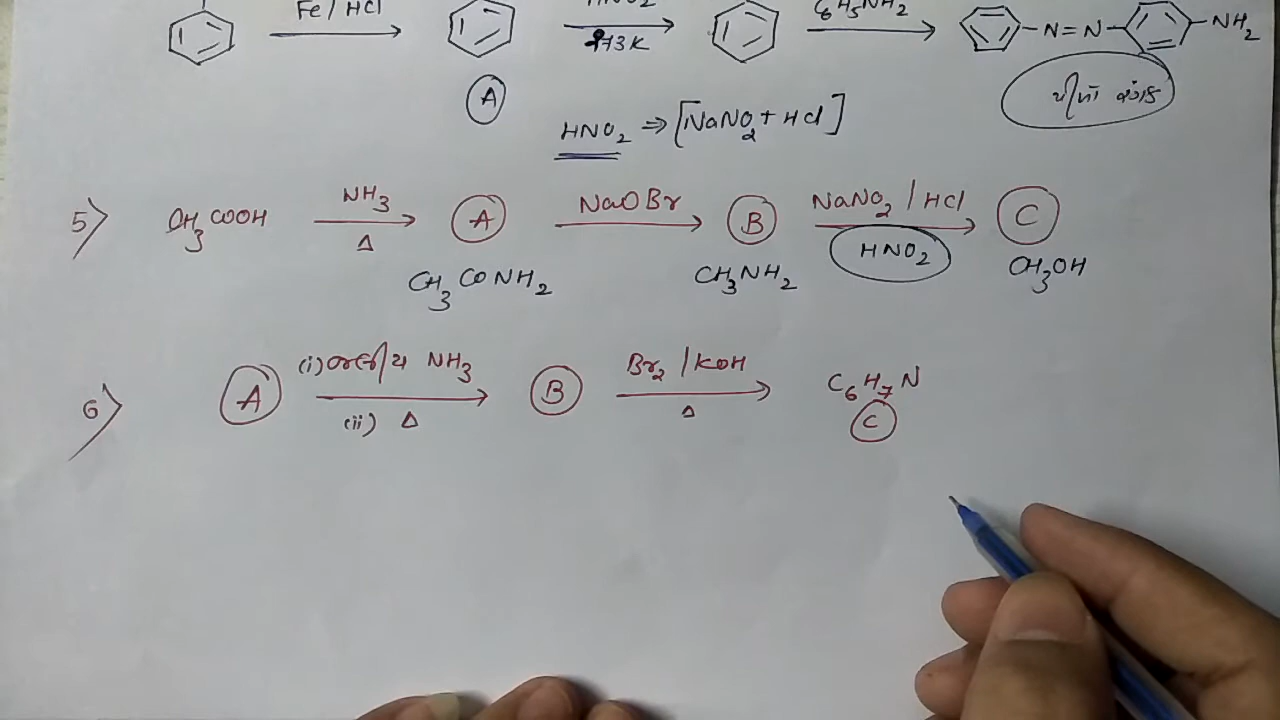 Fe / HCl HNO2 C6H5NH2
273K N=N NH2
A
પીળો રંગક
HNO2 ⇒ [NaNO2 + HCl]
5) CH3COOH NH3 Δ A NaOBr B NaNO2 / HCl HNO2 C
CH3CONH2 CH3NH2 CH3OH
6) A (i) NH3 (ii) Δ B Br2 / KOH Δ C6H7N
C